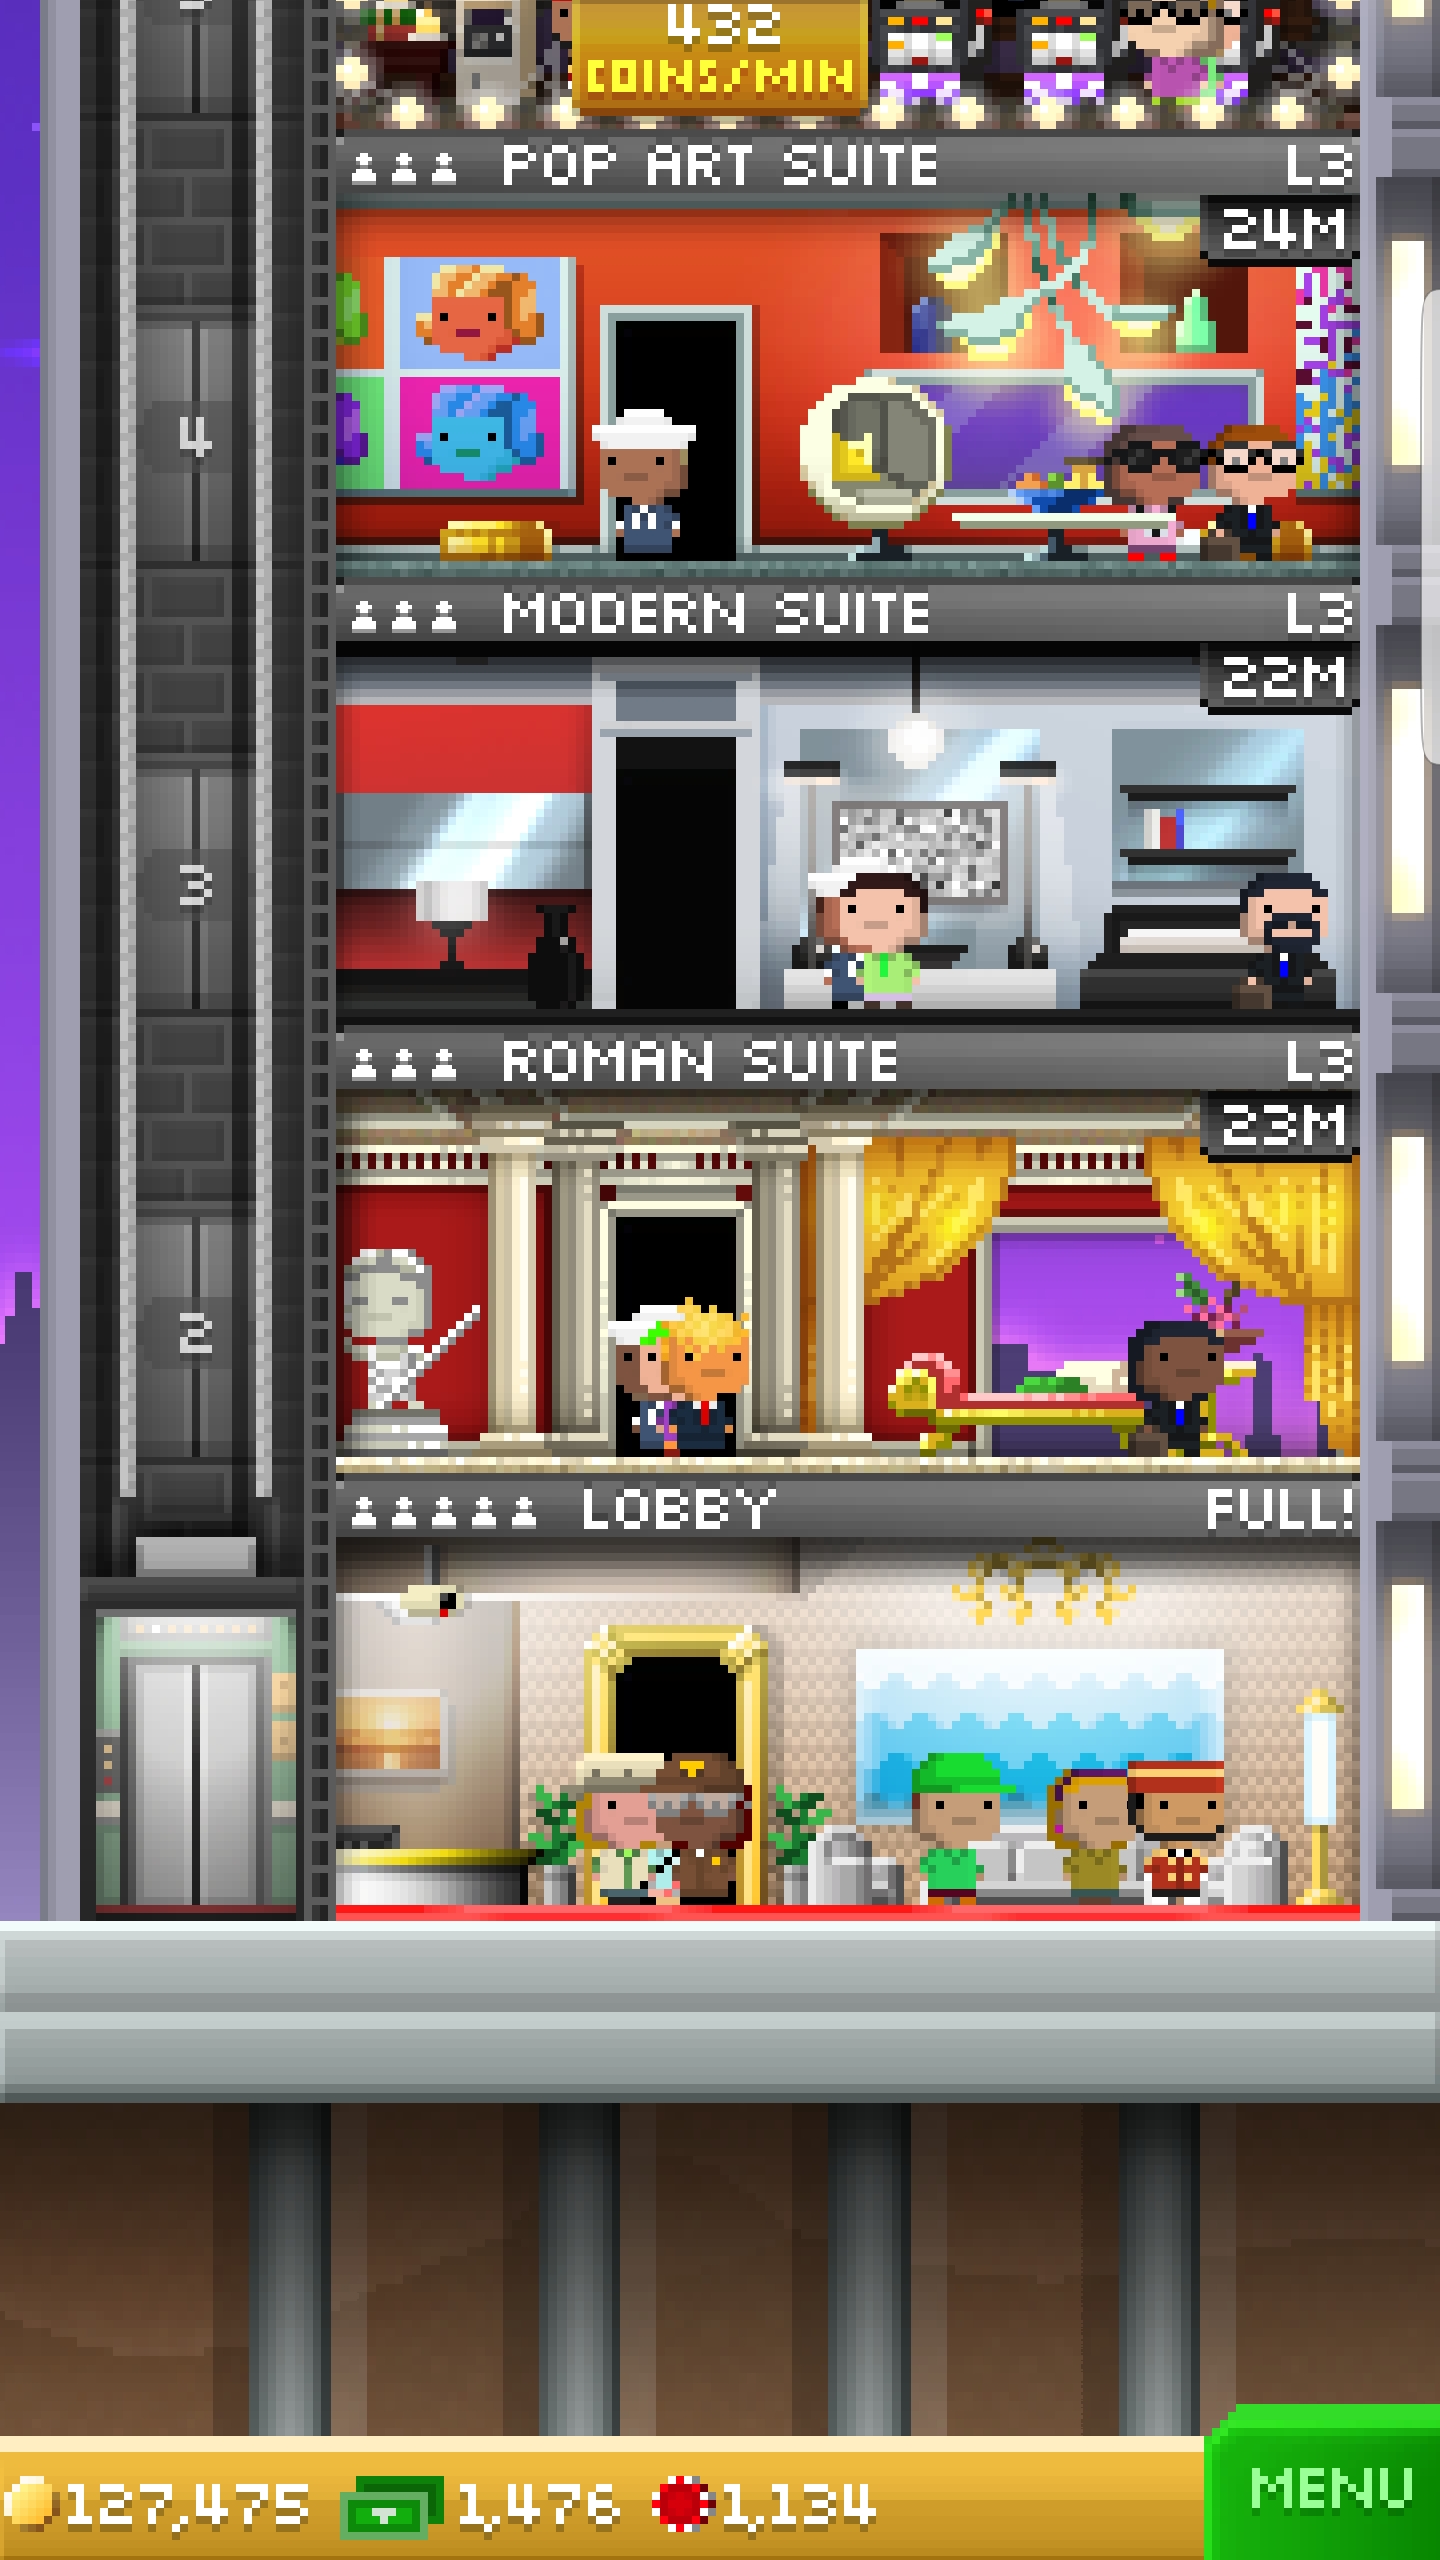 432
COINS/MIN
POP ART SUITE L3
24M
4
MODERN SUITE L3
22M
3
ROMAN SUITE L3
23M
2
LOBBY FULL!
127,475 1,476 1,134
MENU